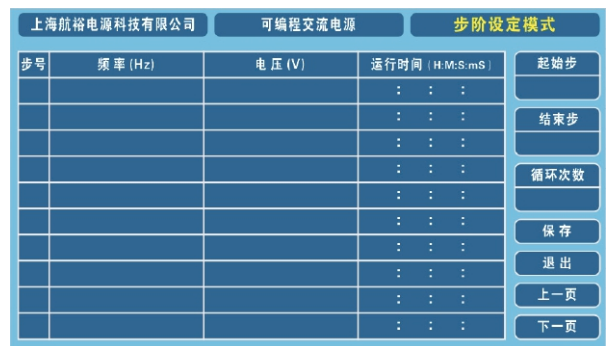 上海航裕电源科技有限公司 可编程交流电源 步阶设定模式
步号 频率(Hz) 电压(V) 运行时间(H:M:S:mS) 起始步
: : :
: : : 结束步
: : :
: : : 循环次数
: : :
: : : 保存
: : :
: : : 退出
: : : 上一页
: : : 下一页